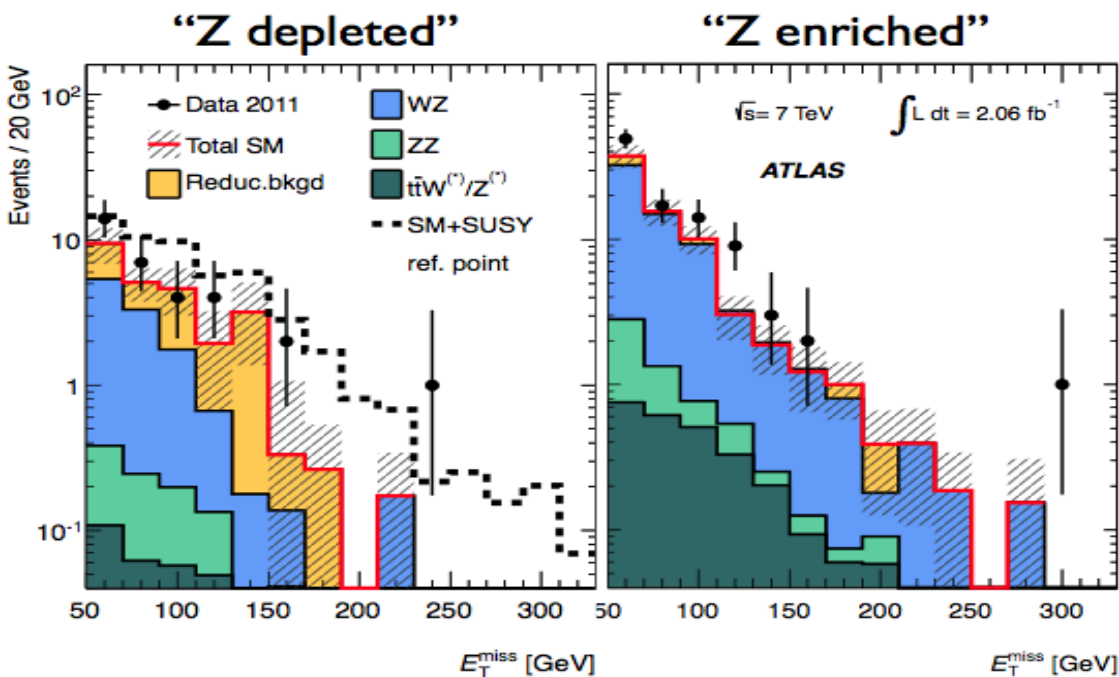 “Z depleted”
“Z enriched”
Events / 20 GeV
10²
10
1
10⁻¹
Data 2011
Total SM
Reduc.bkgd
WZ
ZZ
tt̄W⁽*⁾/Z⁽*⁾
SM+SUSY
ref. point
√s= 7 TeV
∫L dt = 2.06 fb⁻¹
ATLAS
50 100 150 200 250 300
50 100 150 200 250 300
E_T^miss [GeV]
E_T^miss [GeV]